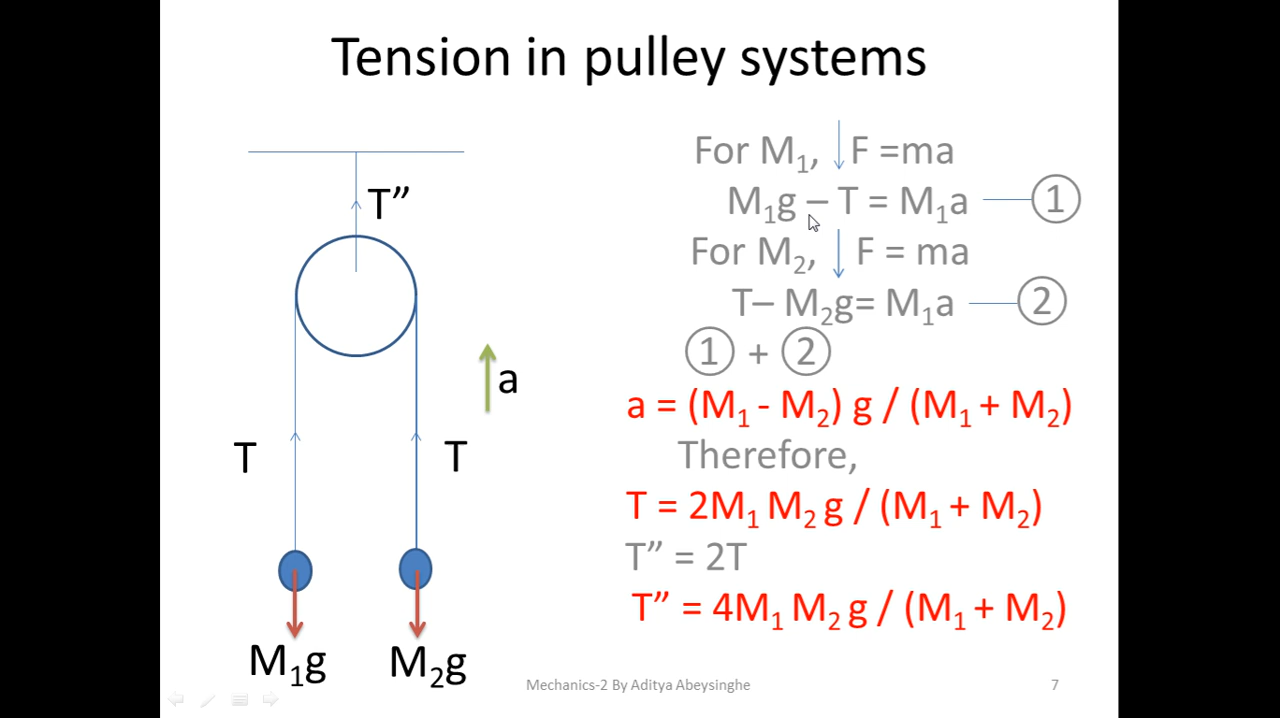 Tension in pulley systems
T”
a
T
T
M₁g
M₂g
For M₁, ↓F =ma
M₁g – T = M₁a —①
For M₂, ↓ F = ma
T– M₂g= M₁a —②
① + ②
a = (M₁ - M₂) g / (M₁ + M₂)
Therefore,
T = 2M₁ M₂ g / (M₁ + M₂)
T” = 2T
T” = 4M₁ M₂ g / (M₁ + M₂)
Mechanics-2 By Aditya Abeysinghe
7